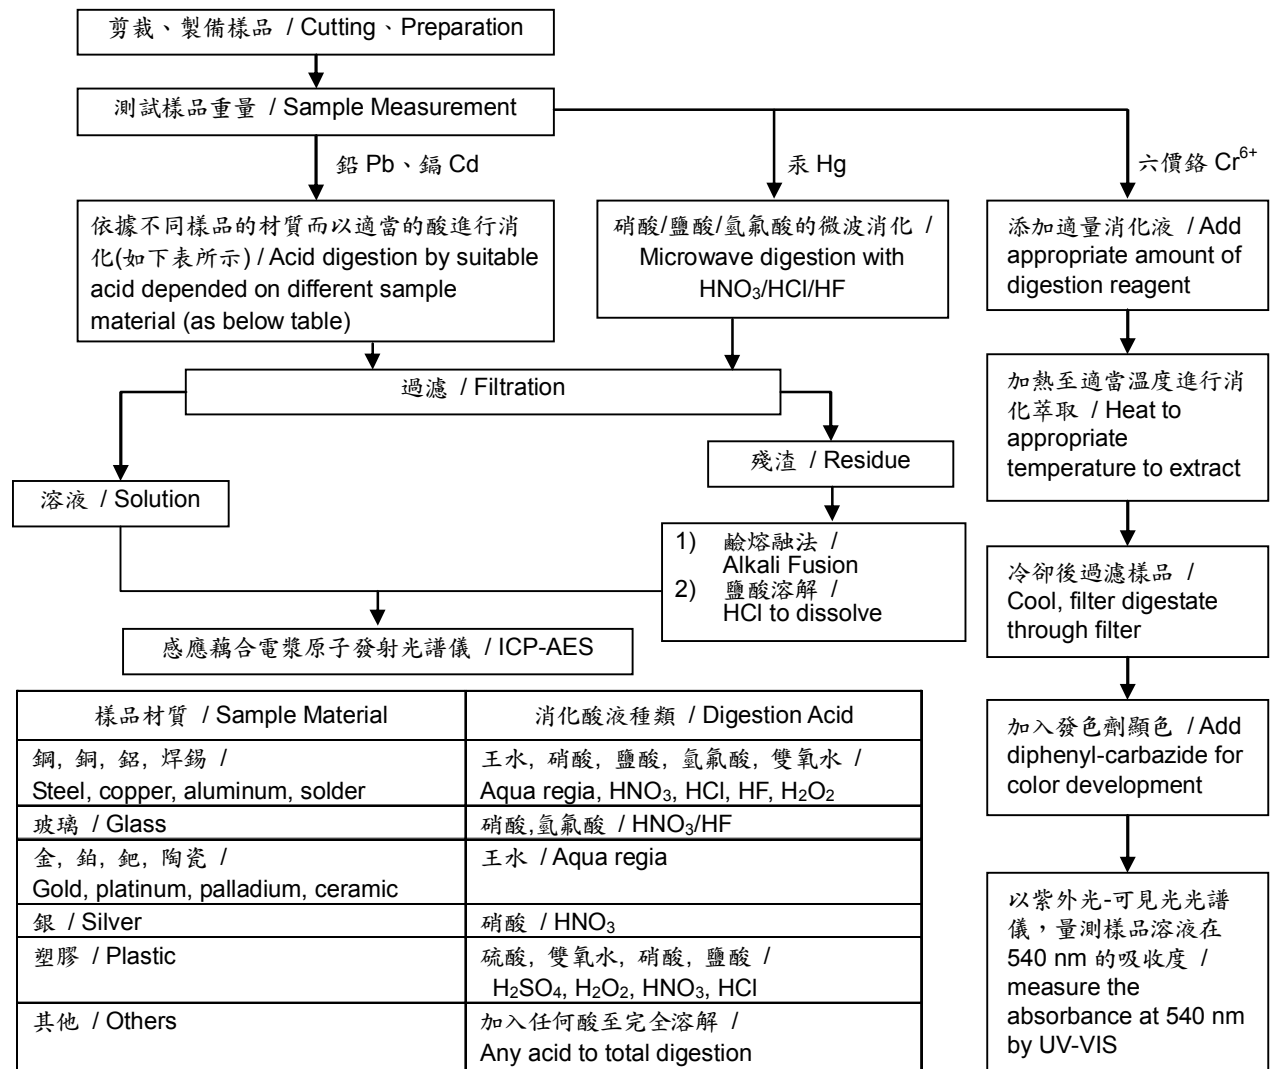 剪裁、製備樣品 / Cutting、Preparation
測試樣品重量 / Sample Measurement
鉛 Pb、鎘 Cd
汞 Hg
六價鉻 Cr⁶⁺
依據不同樣品的材質而以適當的酸進行消
化(如下表所示) / Acid digestion by suitable
acid depended on different sample
material (as below table)
硝酸/鹽酸/氫氟酸的微波消化 /
Microwave digestion with
HNO₃/HCl/HF
添加適量消化液 / Add
appropriate amount of
digestion reagent
過濾 / Filtration
加熱至適當溫度進行消
化萃取 / Heat to
appropriate
temperature to extract
殘渣 / Residue
溶液 / Solution
1) 鹼熔融法 /
Alkali Fusion
2) 鹽酸溶解 /
HCl to dissolve
冷卻後過濾樣品 /
Cool, filter digestate
through filter
感應藕合電漿原子發射光譜儀 / ICP-AES
加入發色劑顯色 / Add
diphenyl-carbazide for
color development
以紫外光-可見光光譜
儀，量測樣品溶液在
540 nm 的吸收度 /
measure the
absorbance at 540 nm
by UV-VIS
樣品材質 / Sample Material
消化酸液種類 / Digestion Acid
鋼, 銅, 鋁, 焊錫 /
Steel, copper, aluminum, solder
王水, 硝酸, 鹽酸, 氫氟酸, 雙氧水 /
Aqua regia, HNO₃, HCl, HF, H₂O₂
玻璃 / Glass
硝酸,氫氟酸 / HNO₃/HF
金, 鉑, 鈀, 陶瓷 /
Gold, platinum, palladium, ceramic
王水 / Aqua regia
銀 / Silver
硝酸 / HNO₃
塑膠 / Plastic
硫酸, 雙氧水, 硝酸, 鹽酸 /
H₂SO₄, H₂O₂, HNO₃, HCl
其他 / Others
加入任何酸至完全溶解 /
Any acid to total digestion